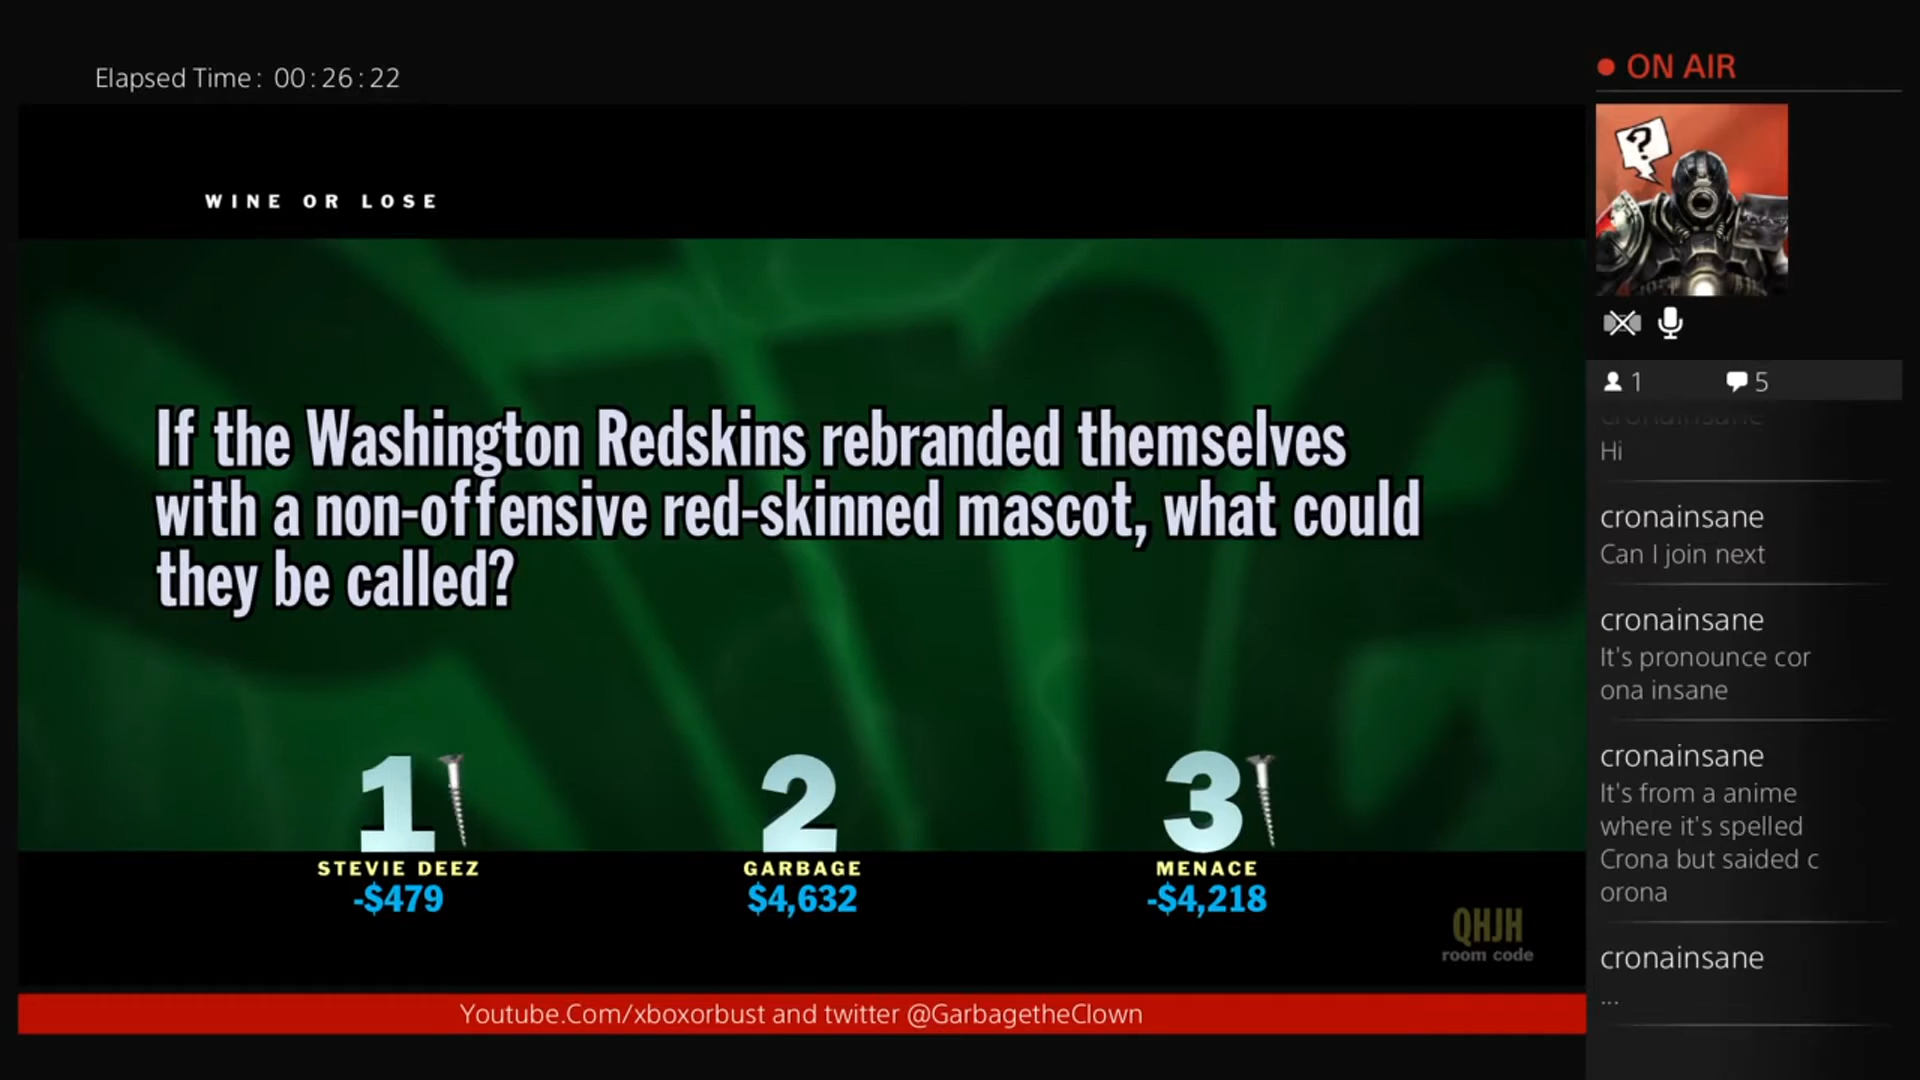 Elapsed Time: 00:26:22
WINE OR LOSE
If the Washington Redskins rebranded themselves
with a non-offensive red-skinned mascot, what could
they be called?
1
STEVIE DEEZ
-$479
2
GARBAGE
$4,632
3
MENACE
-$4,218
QHJH
room code
Youtube.Com/xboxorbust and twitter @GarbagetheClown
ON AIR
?
1
5
cronainsane
Hi
cronainsane
Can I join next
cronainsane
It's pronounce cor
ona insane
cronainsane
It's from a anime
where it's spelled
Crona but saided c
orona
cronainsane
...